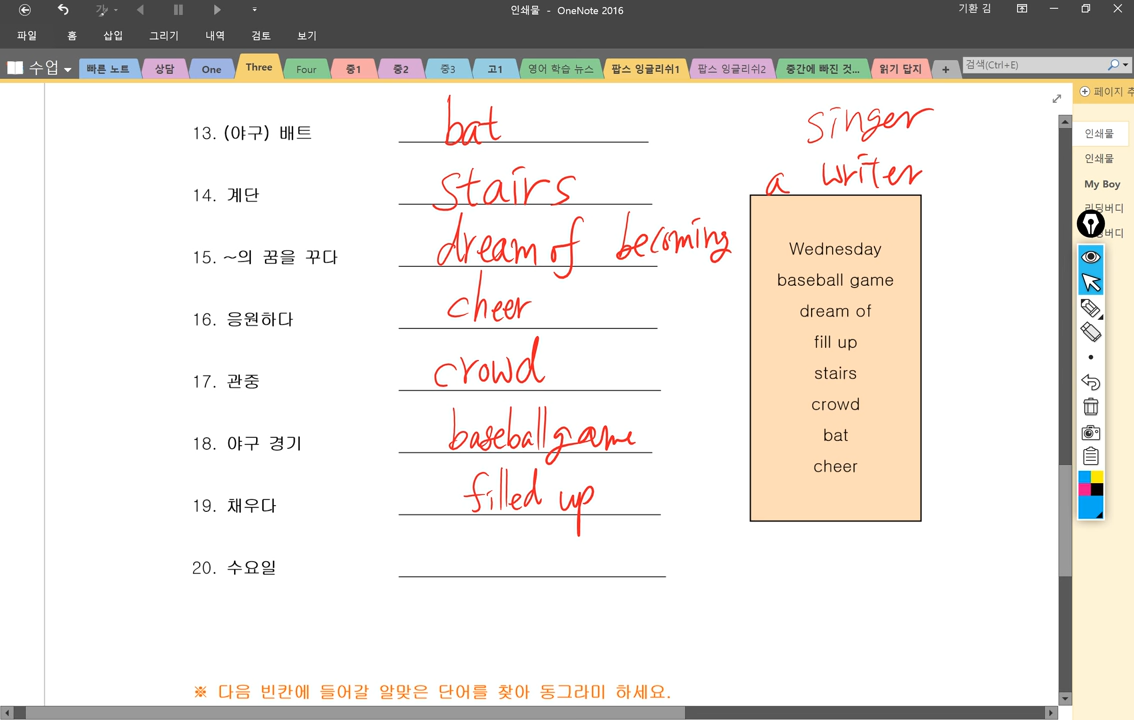 인쇄물 - OneNote 2016
기환 김
파일 홈 삽입 그리기 내역 검토 보기
수업 빠른 노트 상담 One Three Four 중1 중2 중3 고1 영어 학습 뉴스 팝스 잉글리쉬1 팝스 잉글리쉬2 중간에 빠진 것... 읽기 답지 +
검색(Ctrl+E)
페이지 추
인쇄물
인쇄물
My Boy
리딩버디
버디
singer
a writer
13. (야구) 배트 bat
14. 계단 stairs
15. ~의 꿈을 꾸다 dream of becoming
16. 응원하다 cheer
17. 관중 crowd
18. 야구 경기 baseball game
19. 채우다 filled up
20. 수요일
Wednesday
baseball game
dream of
fill up
stairs
crowd
bat
cheer
※ 다음 빈칸에 들어갈 알맞은 단어를 찾아 동그라미 하세요.